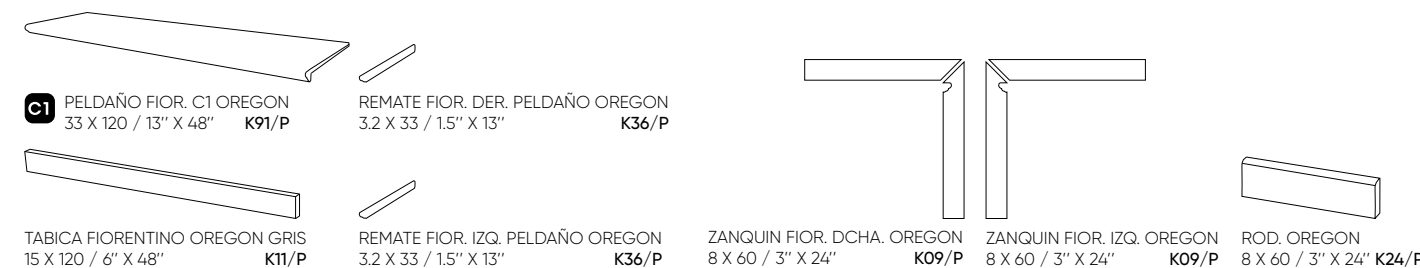 C1
PELDAÑO FIOR. C1 OREGON
33 X 120 / 13'' X 48'' K91/P
REMATE FIOR. DER. PELDAÑO OREGON
3.2 X 33 / 1.5'' X 13'' K36/P
TABICA FIORENTINO OREGON GRIS
15 X 120 / 6'' X 48'' K11/P
REMATE FIOR. IZQ. PELDAÑO OREGON
3.2 X 33 / 1.5'' X 13'' K36/P
ZANQUIN FIOR. DCHA. OREGON
8 X 60 / 3'' X 24'' K09/P
ZANQUIN FIOR. IZQ. OREGON
8 X 60 / 3'' X 24'' K09/P
ROD. OREGON
8 X 60 / 3'' X 24'' K24/P